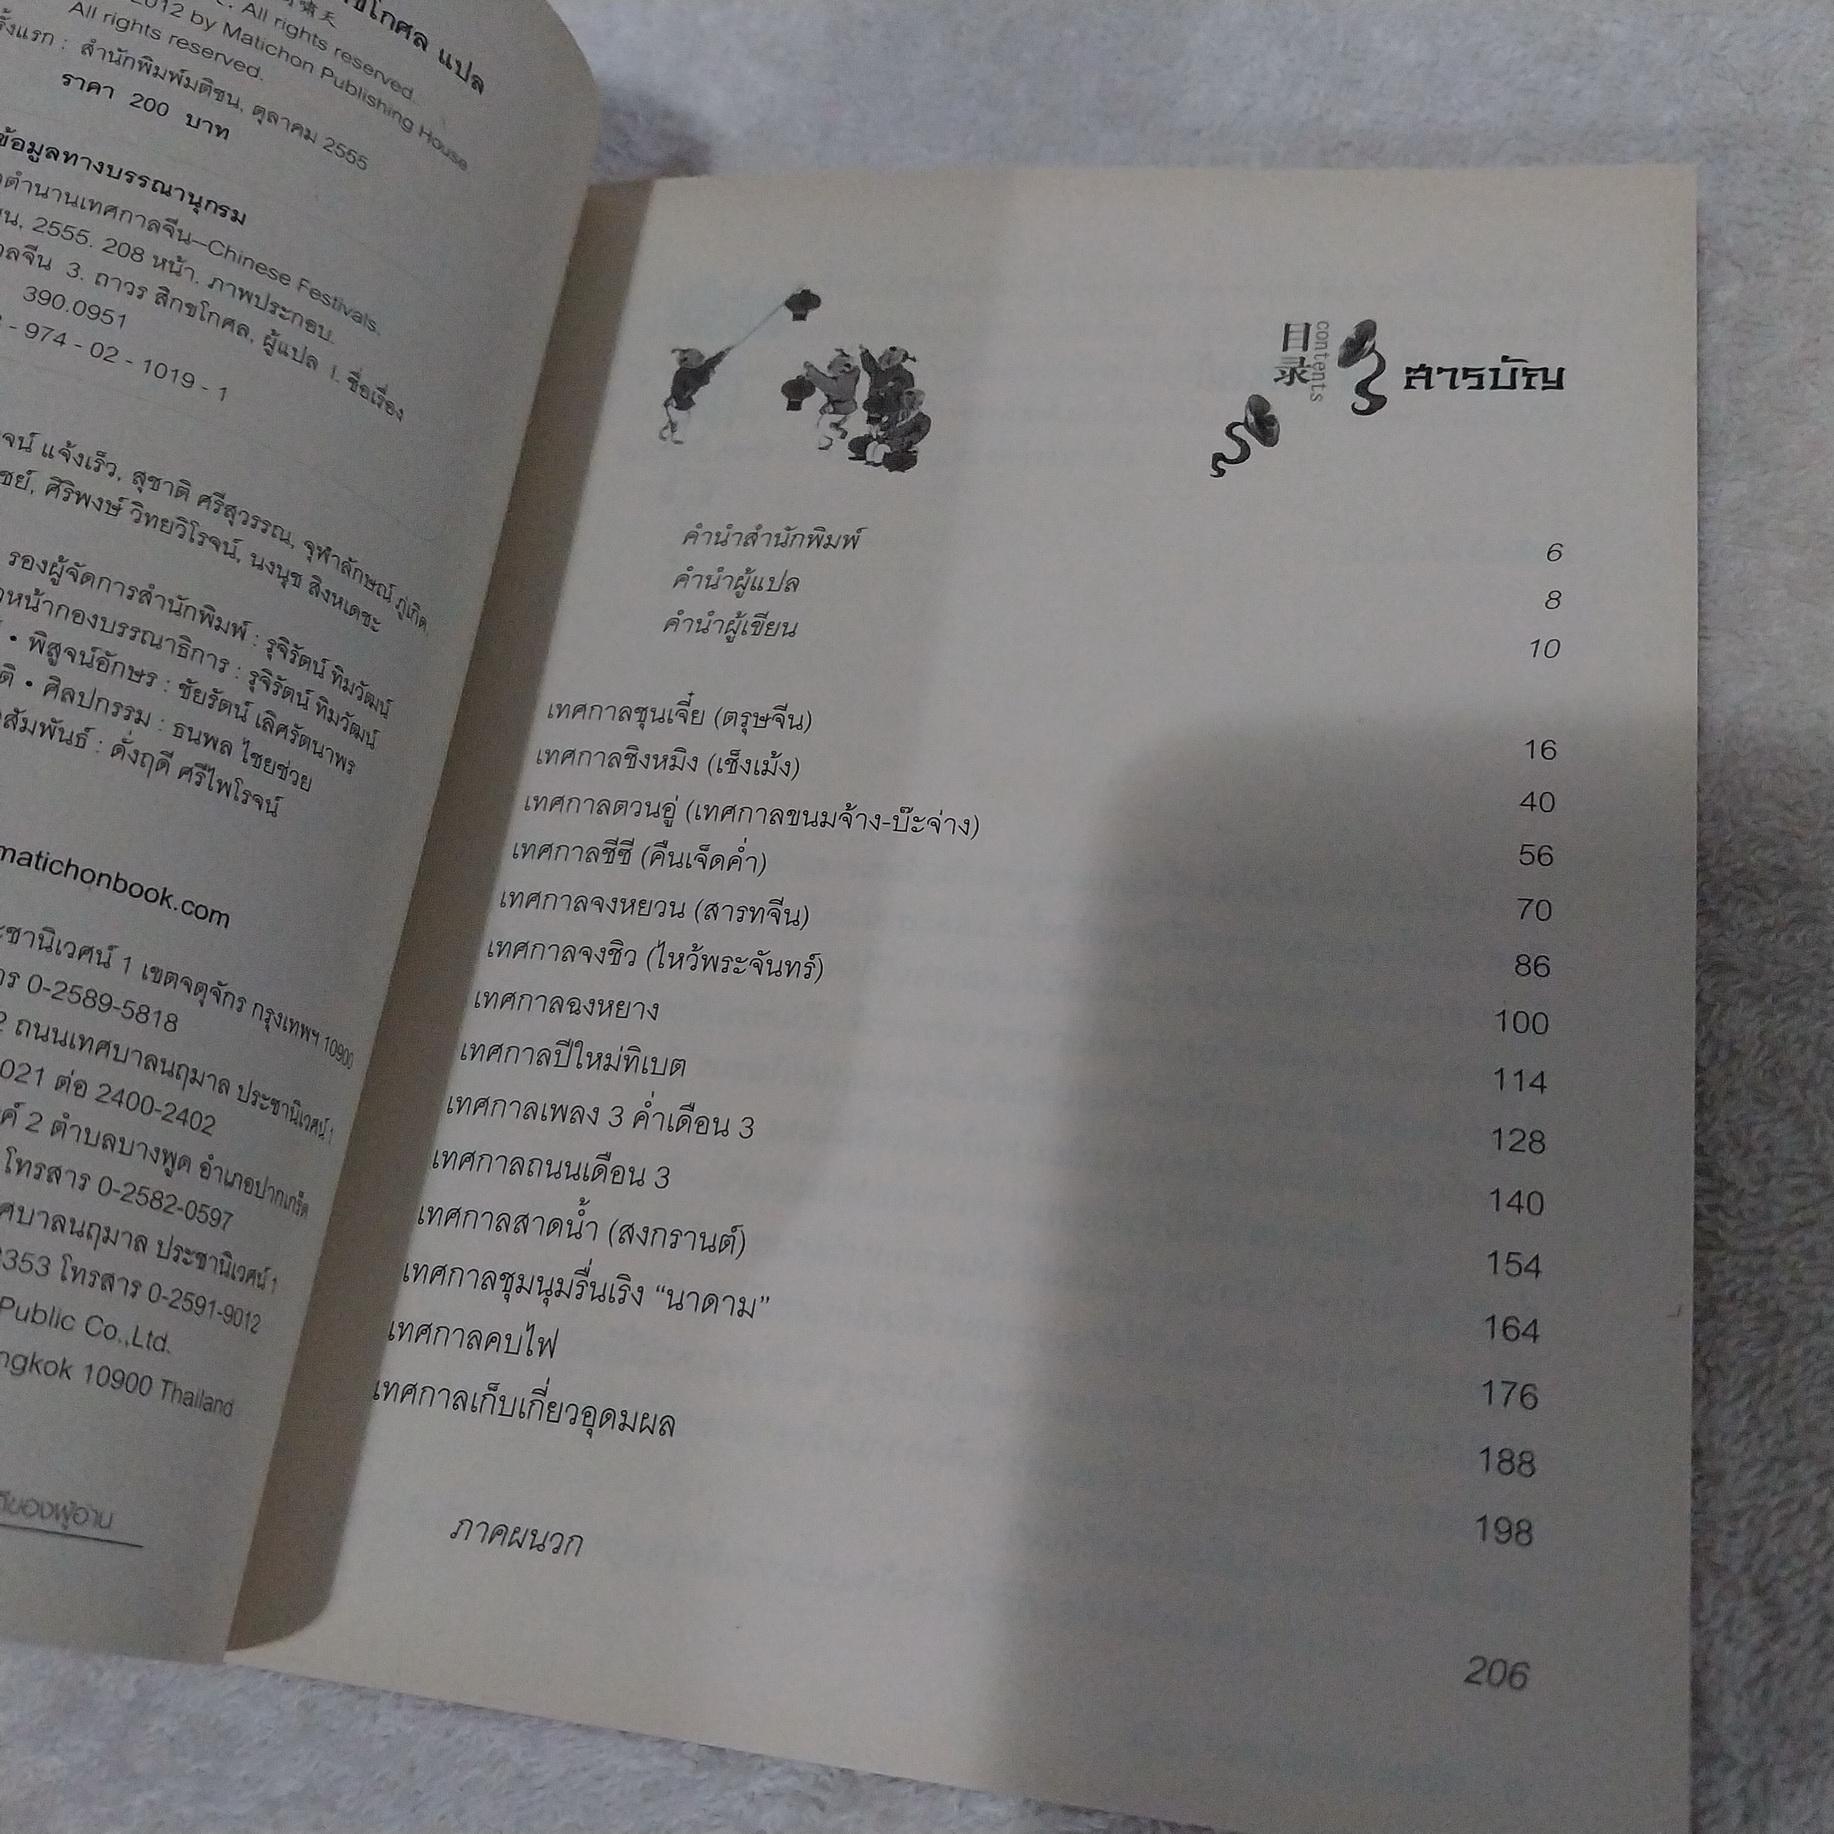 โกศล แปล
All rights reserved.
2012 by Matichon Publishing House
All rights reserved.
สำนักพิมพ์มติชน, ตุลาคม 2555
ราคา 200 บาท
ข้อมูลทางบรรณานุกรม
ตำนานเทศกาลจีน—Chinese Festivals.
2555. 208 หน้า. ภาพประกอบ.
3. ถาวร สิกขโกศล, ผู้แปล I. ชื่อเรื่อง
390.0951
- 974 - 02 - 1019 - 1
แจ้งเร็ว, สุชาติ ศรีสุวรรณ, จุฬาลักษณ์ ภู่เกิด,
ศิริพงษ์ วิทยวิโรจน์, นงนุช สิงหเดชะ
รองผู้จัดการสำนักพิมพ์ : รุจิรัตน์ ทิมวัฒน์
หน้ากองบรรณาธิการ : รุจิรัตน์ ทิมวัฒน์
• พิสูจน์อักษร : ชัยรัตน์ เลิศรัตนาพร
• ศิลปกรรม : ธนพล ไชยช่วย
สัมพันธ์ : ดั่งฤดี ศรีไพโรจน์
matichonbook.com
ประชานิเวศน์ 1 เขตจตุจักร กรุงเทพฯ 10900
0-2589-5818
ถนนเทศบาลนฤมาล ประชานิเวศน์ 1
021 ต่อ 2400-2402
2 ตำบลบางพูด อำเภอปากเกร็ด
โทรสาร 0-2582-0597
เทศบาลนฤมาล ประชานิเวศน์ 1
3353 โทรสาร 0-2591-9012
Public Co.,Ltd.
Bangkok 10900 Thailand
ของผู้อ่าน
目录 contents สารบัญ
คำนำสำนักพิมพ์ 6
คำนำผู้แปล 8
คำนำผู้เขียน 10
เทศกาลชุนเจี๋ย (ตรุษจีน) 16
เทศกาลชิงหมิง (เช็งเม้ง) 40
เทศกาลตวนอู่ (เทศกาลขนมจ้าง-บ๊ะจ่าง) 56
เทศกาลชีซี (คืนเจ็ดค่ำ) 70
เทศกาลจงหยวน (สารทจีน) 86
เทศกาลจงชิว (ไหว้พระจันทร์) 100
เทศกาลฉงหยาง 114
เทศกาลปีใหม่ทิเบต 128
เทศกาลเพลง 3 ค่ำเดือน 3 140
เทศกาลถนนเดือน 3 154
เทศกาลสาดน้ำ (สงกรานต์) 164
เทศกาลชุมนุมรื่นเริง “นาดาม” 176
เทศกาลคบไฟ 188
เทศกาลเก็บเกี่ยวอุดมผล 198
ภาคผนวก 206